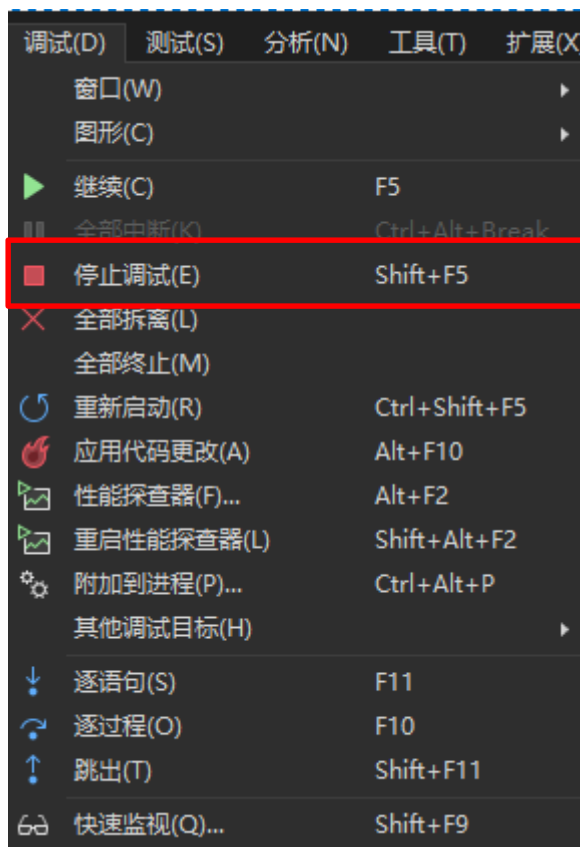 调试(D) 测试(S) 分析(N) 工具(T) 扩展(X
窗口(W)
图形(C)
继续(C) F5
全部中断(K) Ctrl+Alt+Break
停止调试(E) Shift+F5
全部拆离(L)
全部终止(M)
重新启动(R) Ctrl+Shift+F5
应用代码更改(A) Alt+F10
性能探查器(F)... Alt+F2
重启性能探查器(L) Shift+Alt+F2
附加到进程(P)... Ctrl+Alt+P
其他调试目标(H)
逐语句(S) F11
逐过程(O) F10
跳出(T) Shift+F11
快速监视(Q)... Shift+F9